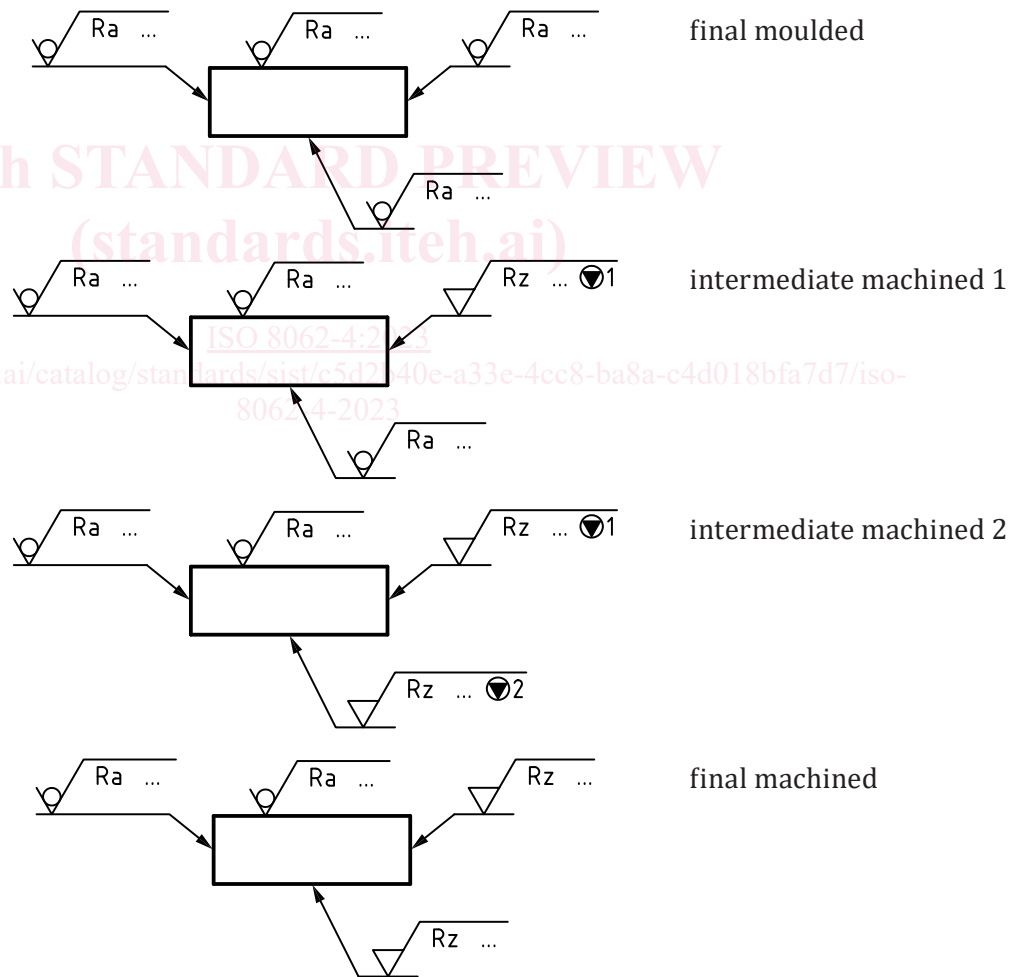 Ra ... Ra ... Ra ... final moulded
h STANDARD PREVIEW
Ra ...
(standards.iteh.ai)
Ra ... Ra ... Rz ... 1 intermediate machined 1
ISO 8062-4:2023
.ai/catalog/standards/sist/c5d2b40e-a33e-4cc8-ba8a-c4d018bfa7d7/iso-
8062-4-2023
Ra ...
Ra ... Ra ... Rz ... 1 intermediate machined 2
Rz ... 2
Ra ... Ra ... Rz ... final machined
Rz ...